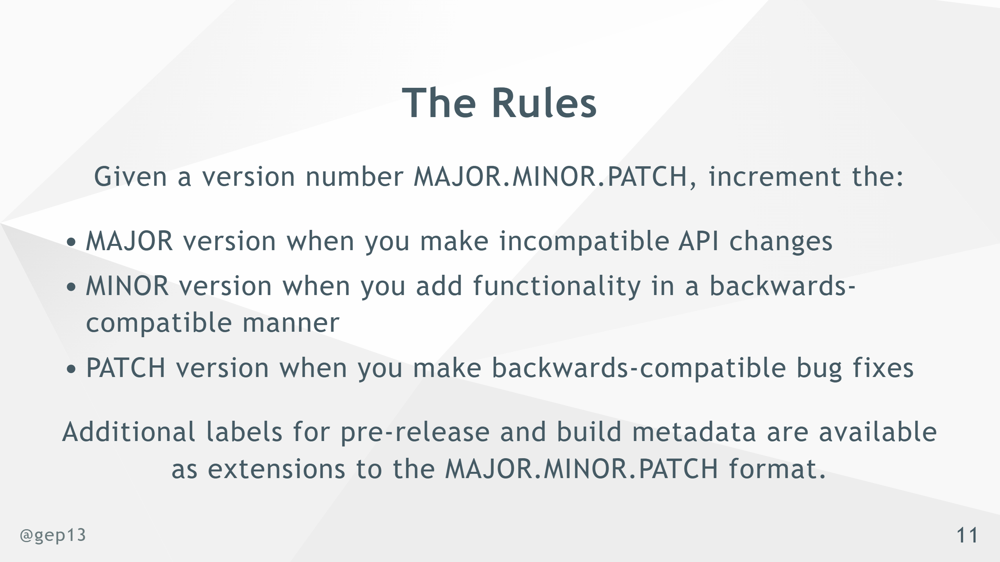 The Rules
Given a version number MAJOR.MINOR.PATCH, increment the:
• MAJOR version when you make incompatible API changes
• MINOR version when you add functionality in a backwards-
compatible manner
• PATCH version when you make backwards-compatible bug fixes
Additional labels for pre-release and build metadata are available
as extensions to the MAJOR.MINOR.PATCH format.
@gep13
11